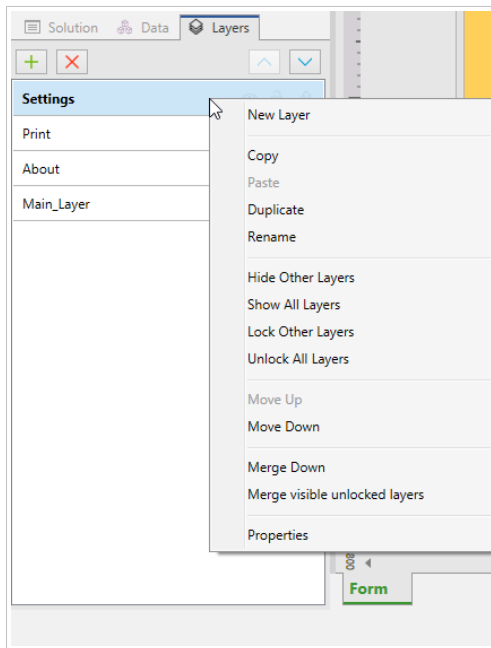 Solution Data Layers
Settings
Print
About
Main_Layer
New Layer
Copy
Paste
Duplicate
Rename
Hide Other Layers
Show All Layers
Lock Other Layers
Unlock All Layers
Move Up
Move Down
Merge Down
Merge visible unlocked layers
Properties
Form